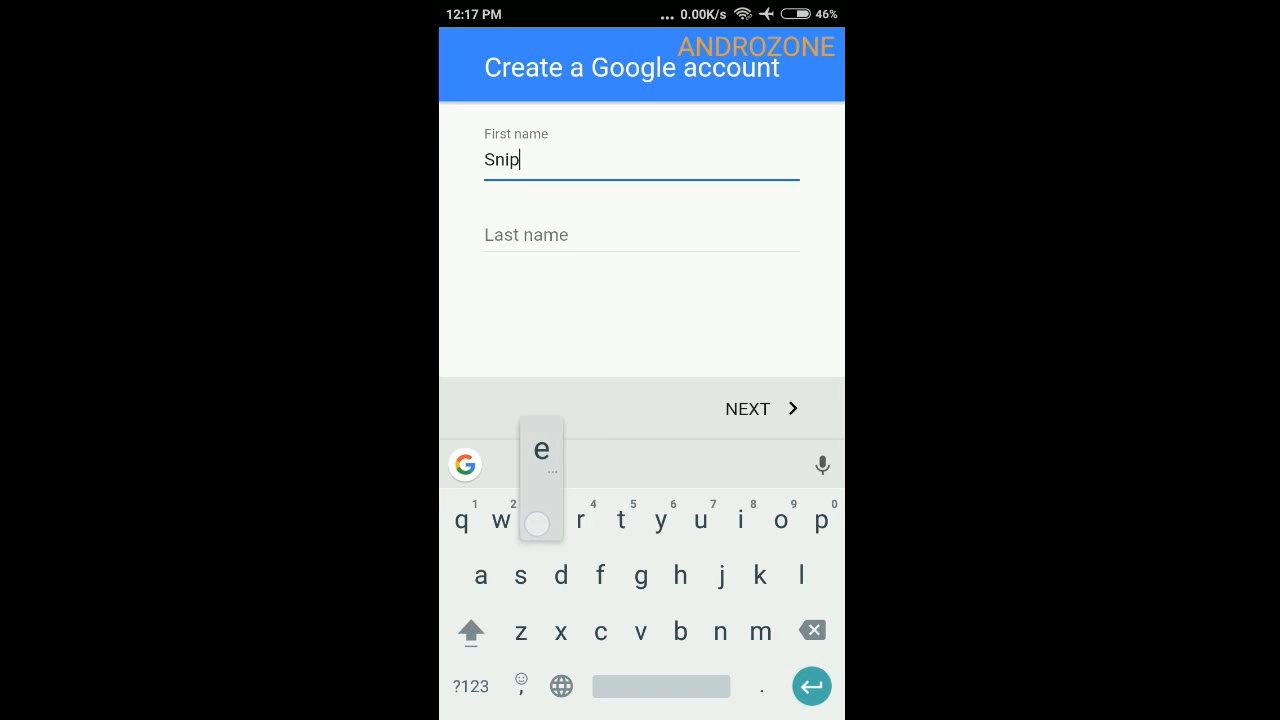 12:17 PM ... 0.00K/s 46%
ANDROZONE
Create a Google account
First name
Snip
Last name
NEXT
e
...
G
1 2 4 5 6 7 8 9 0
q w r t y u i o p
a s d f g h j k l
z x c v b n m
?123 , .